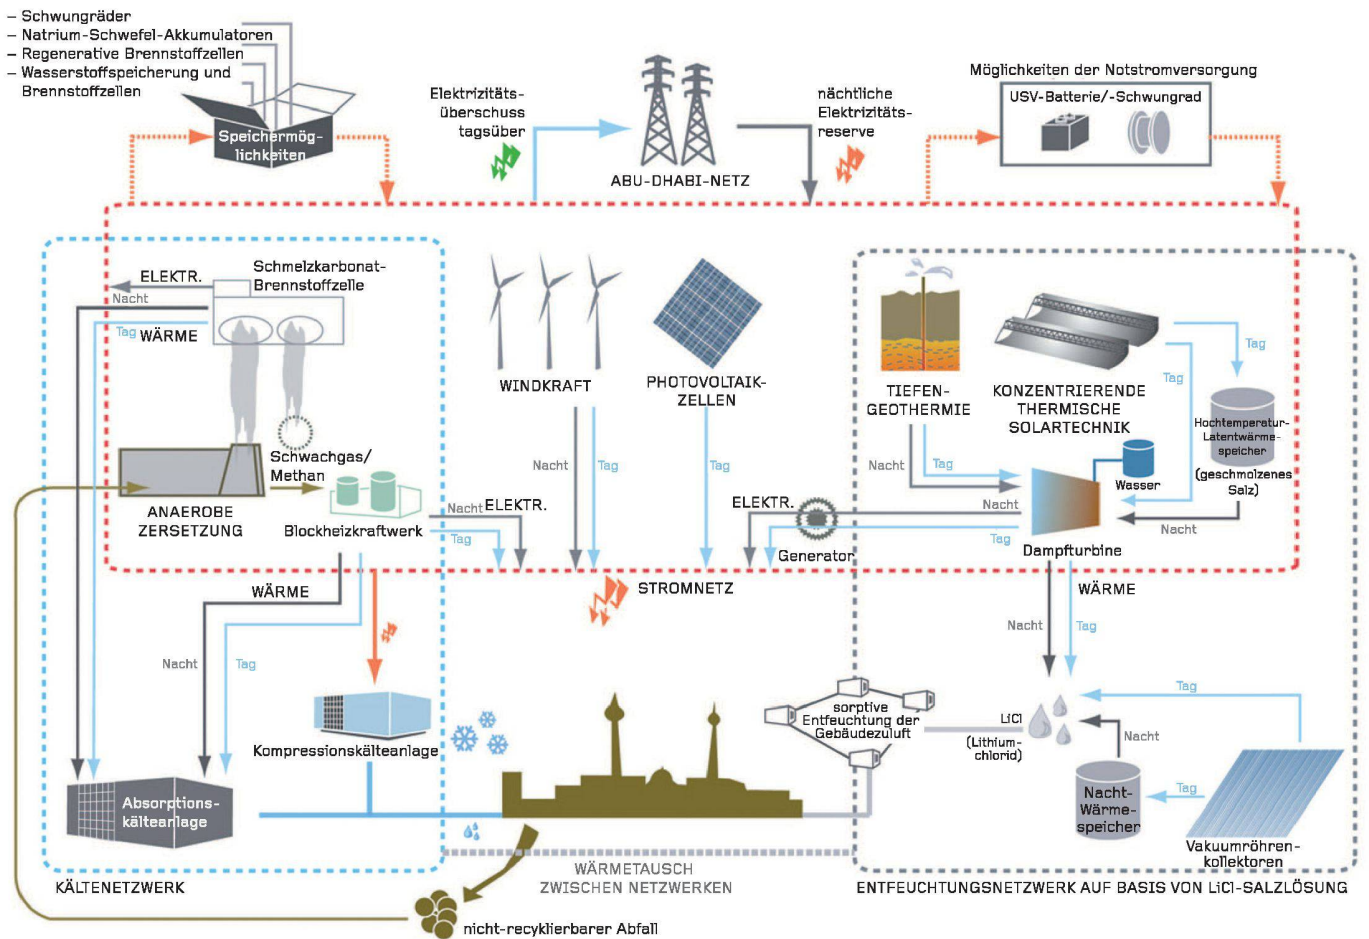 – Schwungräder
– Natrium-Schwefel-Akkumulatoren
– Regenerative Brennstoffzellen
– Wasserstoffspeicherung und
Brennstoffzellen
Speichermög-
lichkeiten
Elektrizitäts-
überschuss
tagsüber
ABU-DHABI-NETZ
nächtliche
Elektrizitäts-
reserve
Möglichkeiten der Notstromversorgung
USV-Batterie/-Schwungrad
ELEKTR.
Nacht
Tag WÄRME
Schmelzkarbonat-
Brennstoffzelle
WINDKRAFT
PHOTOVOLTAIK-
ZELLEN
TIEFEN-
GEOTHERMIE
KONZENTRIERENDE
THERMISCHE
SOLARTECHNIK
Tag
Tag
Hochtemperatur-
Latentwärme-
speicher
(geschmolzenes
Salz)
Schwachgas/
Methan
ANAEROBE
ZERSETZUNG
Blockheizkraftwerk
Nacht
ELEKTR.
Tag
Nacht
Tag
Tag
Nacht
Tag
Wasser
ELEKTR.
Nacht
Tag
Generator
Nacht
Dampfturbine
STROMNETZ
WÄRME
WÄRME
Nacht
Tag
Nacht
Tag
Kompressionskälteanlage
Absorptions-
kälteanlage
sorptive
Entfeuchtung der
Gebäudezuluft
LiCl
(Lithium-
chlorid)
Tag
Nacht
Nacht-
Wärme-
speicher
Tag
Vakuumröhren-
kollektoren
WÄRMETAUSCH
ZWISCHEN NETZWERKEN
KÄLTENETZWERK
ENTFEUCHTUNGSNETZWERK AUF BASIS VON LiCl-SALZLÖSUNG
nicht-recyklierbarer Abfall